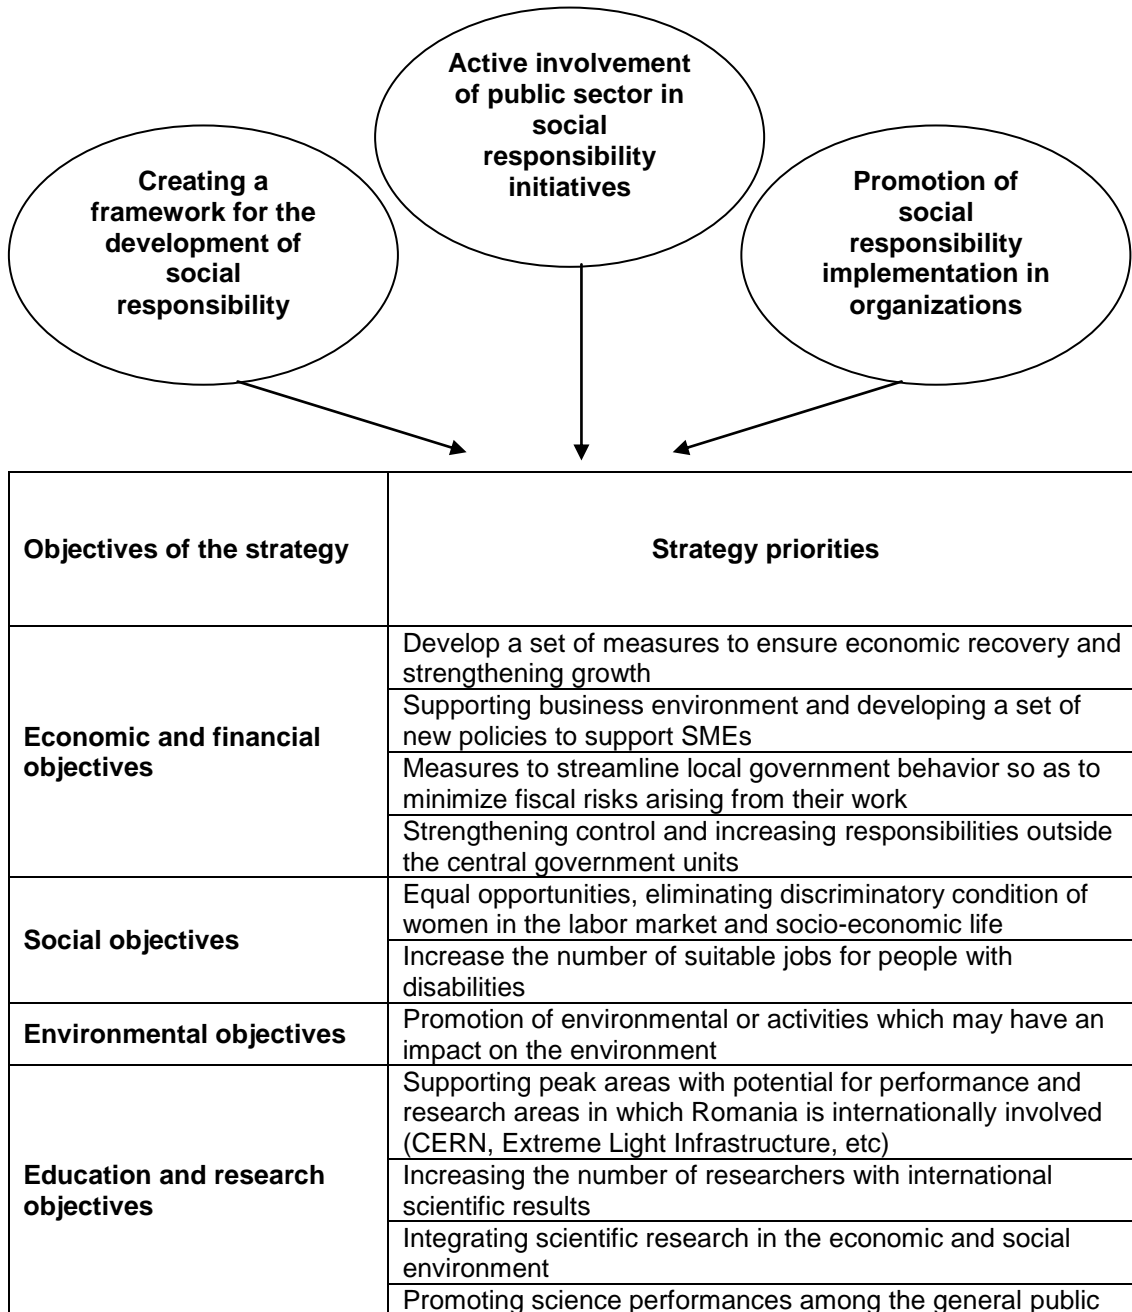 Active involvement
of public sector in
social
responsibility
initiatives
Creating a
framework for the
development of
social
responsibility
Promotion of
social
responsibility
implementation in
organizations
Objectives of the strategy
Strategy priorities
Economic and financial
objectives
Develop a set of measures to ensure economic recovery and
strengthening growth
Supporting business environment and developing a set of
new policies to support SMEs
Measures to streamline local government behavior so as to
minimize fiscal risks arising from their work
Strengthening control and increasing responsibilities outside
the central government units
Social objectives
Equal opportunities, eliminating discriminatory condition of
women in the labor market and socio-economic life
Increase the number of suitable jobs for people with
disabilities
Environmental objectives
Promotion of environmental or activities which may have an
impact on the environment
Education and research
objectives
Supporting peak areas with potential for performance and
research areas in which Romania is internationally involved
(CERN, Extreme Light Infrastructure, etc)
Increasing the number of researchers with international
scientific results
Integrating scientific research in the economic and social
environment
Promoting science performances among the general public